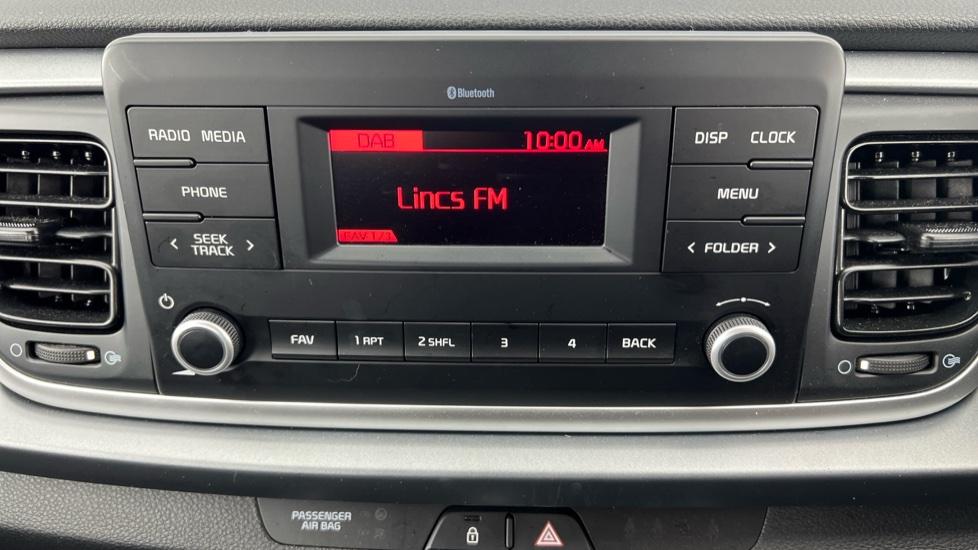 Bluetooth
RADIO MEDIA
PHONE
< SEEK TRACK >
DAB 10:00 AM
Lincs FM
FAV 1/3
DISP CLOCK
MENU
< FOLDER >
FAV 1 RPT 2 SHFL 3 4 BACK
PASSENGER
AIR BAG